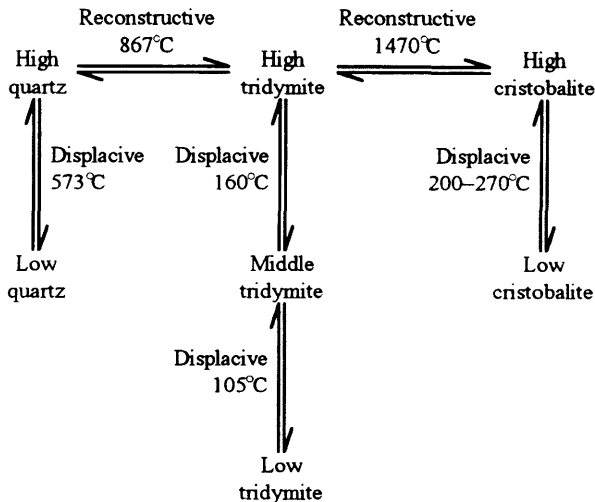 Reconstructive
867°C
Reconstructive
1470°C
High
quartz
High
tridymite
High
cristobalite
Displacive
573°C
Displacive
160°C
Displacive
200–270°C
Low
quartz
Middle
tridymite
Low
cristobalite
Displacive
105°C
Low
tridymite